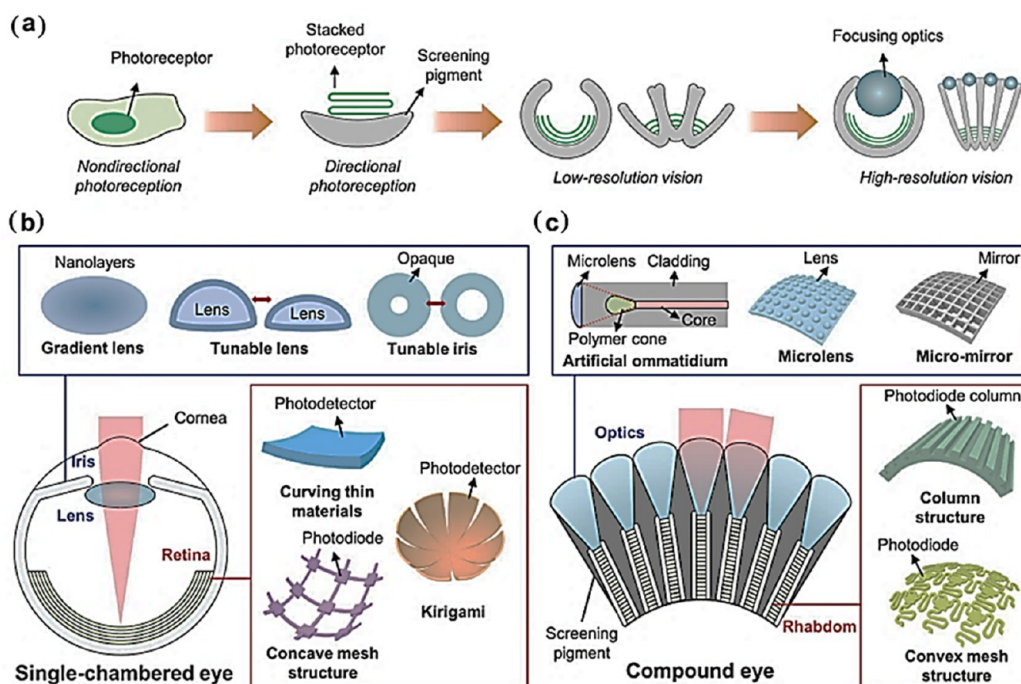 (a)
Photoreceptor
Nondirectional
photoreception
Stacked
photoreceptor
Screening
pigment
Directional
photoreception
Low-resolution vision
Focusing optics
High-resolution vision
(b)
Nanolayers
Gradient lens
Lens
Lens
Tunable lens
Opaque
Tunable iris
Cornea
Iris
Lens
Retina
Single-chambered eye
Photodetector
Curving thin
materials
Photodiode
Concave mesh
structure
Photodetector
Kirigami
(c)
Microlens
Cladding
Core
Polymer cone
Artificial ommatidium
Lens
Microlens
Mirror
Micro-mirror
Optics
Screening
pigment
Rhabdom
Compound eye
Photodiode column
Column
structure
Photodiode
Convex mesh
structure